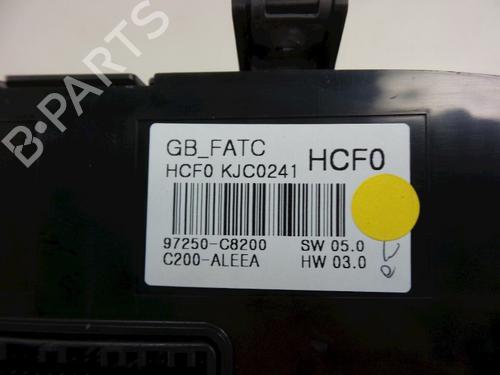 B-PARTS
GB_FATC
HCF0
HCF0 KJC0241
97250-C8200 SW 05.0
C200-ALEEA HW 03.0